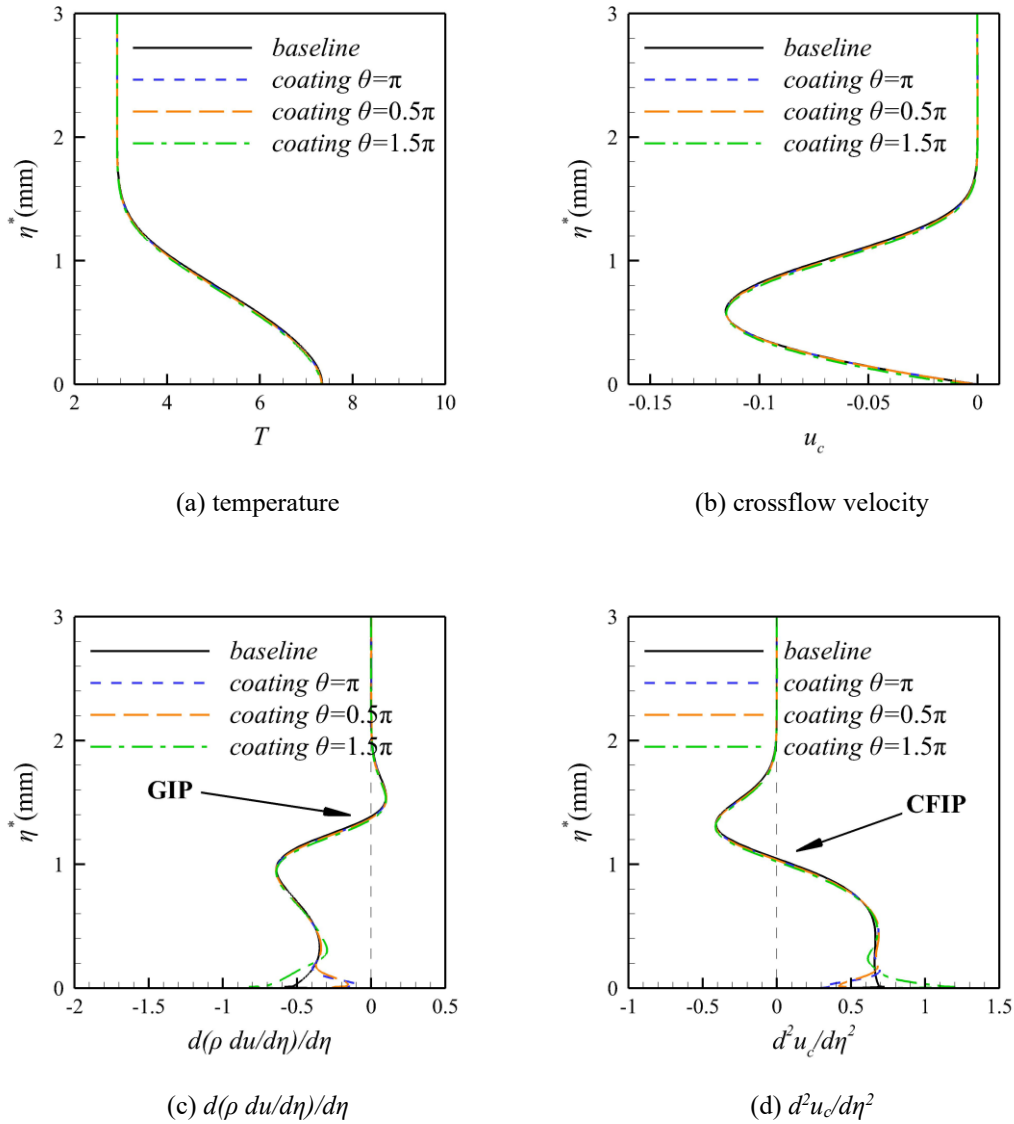 3
2
1
0
η* (mm)
baseline
coating θ=π
coating θ=0.5π
coating θ=1.5π
2 4 6 8 10
T
(a) temperature
3
2
1
0
η* (mm)
baseline
coating θ=π
coating θ=0.5π
coating θ=1.5π
-0.15 -0.1 -0.05 0
u_c
(b) crossflow velocity
3
2
1
0
η* (mm)
baseline
coating θ=π
coating θ=0.5π
coating θ=1.5π
GIP
-2 -1.5 -1 -0.5 0 0.5
d(ρ du/dη)/dη
(c) d(ρ du/dη)/dη
3
2
1
0
η* (mm)
baseline
coating θ=π
coating θ=0.5π
coating θ=1.5π
CFIP
-1 -0.5 0 0.5 1 1.5
d²u_c/dη²
(d) d²u_c/dη²